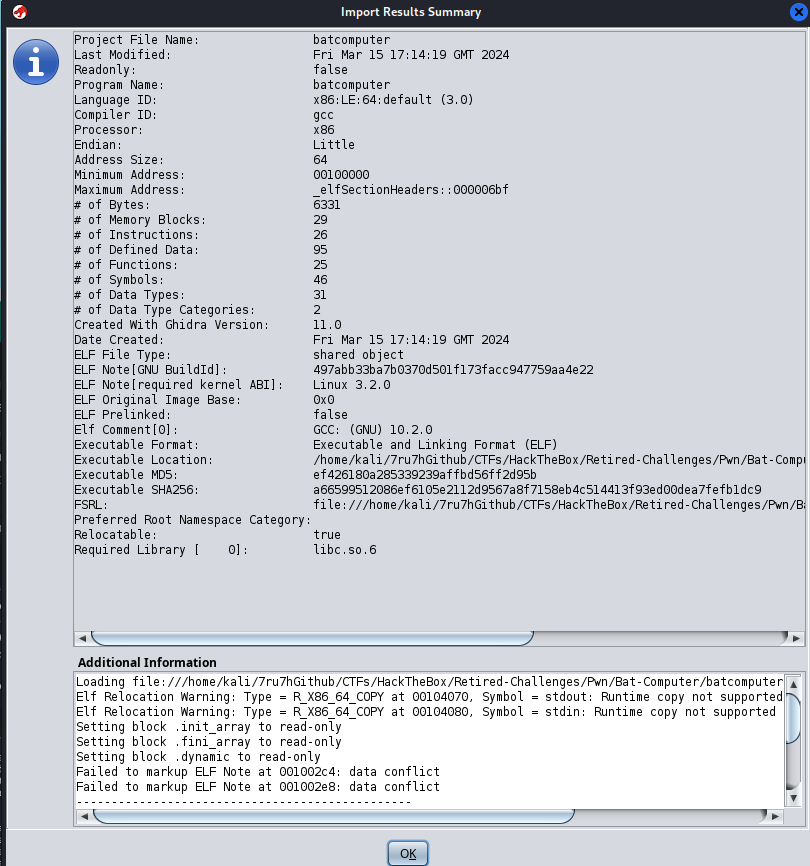 Import Results Summary
Project File Name: batcomputer
Last Modified: Fri Mar 15 17:14:19 GMT 2024
Readonly: false
Program Name: batcomputer
Language ID: x86:LE:64:default (3.0)
Compiler ID: gcc
Processor: x86
Endian: Little
Address Size: 64
Minimum Address: 00100000
Maximum Address: _elfSectionHeaders::000006bf
# of Bytes: 6331
# of Memory Blocks: 29
# of Instructions: 26
# of Defined Data: 95
# of Functions: 25
# of Symbols: 46
# of Data Types: 31
# of Data Type Categories: 2
Created With Ghidra Version: 11.0
Date Created: Fri Mar 15 17:14:19 GMT 2024
ELF File Type: shared object
ELF Note[GNU BuildId]: 497abb33ba7b0370d501f173facc947759aa4e22
ELF Note[required kernel ABI]: Linux 3.2.0
ELF Original Image Base: 0x0
ELF Prelinked: false
Elf Comment[0]: GCC: (GNU) 10.2.0
Executable Format: Executable and Linking Format (ELF)
Executable Location: /home/kali/7ru7hGithub/CTFs/HackTheBox/Retired-Challenges/Pwn/Bat-Compu
Executable MD5: ef426180a285339239affbd56ff2d95b
Executable SHA256: a66599512086ef6105e2112d9567a8f7158eb4c514413f93ed00dea7fefb1dc9
FSRL: file:///home/kali/7ru7hGithub/CTFs/HackTheBox/Retired-Challenges/Pwn/Ba
Preferred Root Namespace Category:
Relocatable: true
Required Library [ 0]: libc.so.6
Additional Information
Loading file:///home/kali/7ru7hGithub/CTFs/HackTheBox/Retired-Challenges/Pwn/Bat-Computer/batcomputer
Elf Relocation Warning: Type = R_X86_64_COPY at 00104070, Symbol = stdout: Runtime copy not supported
Elf Relocation Warning: Type = R_X86_64_COPY at 00104080, Symbol = stdin: Runtime copy not supported
Setting block .init_array to read-only
Setting block .fini_array to read-only
Setting block .dynamic to read-only
Failed to markup ELF Note at 001002c4: data conflict
Failed to markup ELF Note at 001002e8: data conflict
------------------------------------------------
OK